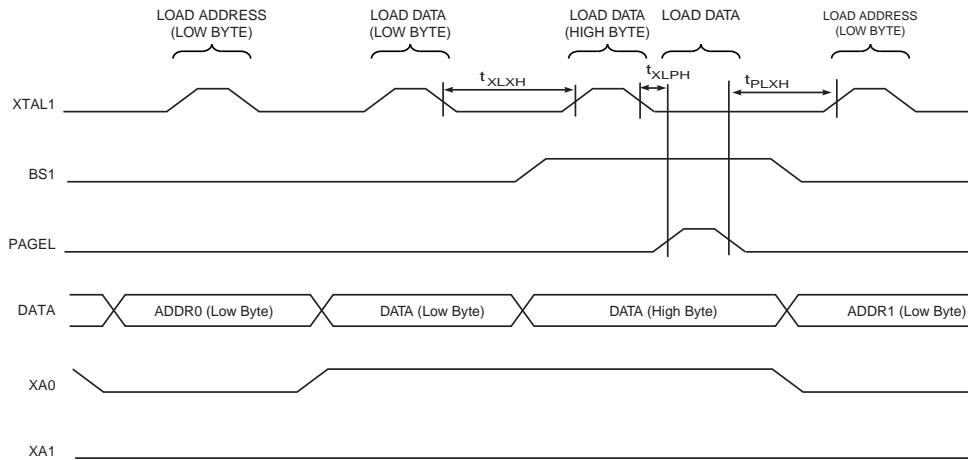 LOAD ADDRESS
(LOW BYTE)
LOAD DATA
(LOW BYTE)
LOAD DATA
(HIGH BYTE)
LOAD DATA
LOAD ADDRESS
(LOW BYTE)
tXLXH
tXLPH
tPLXH
XTAL1
BS1
PAGEL
DATA
ADDR0 (Low Byte)
DATA (Low Byte)
DATA (High Byte)
ADDR1 (Low Byte)
XA0
XA1